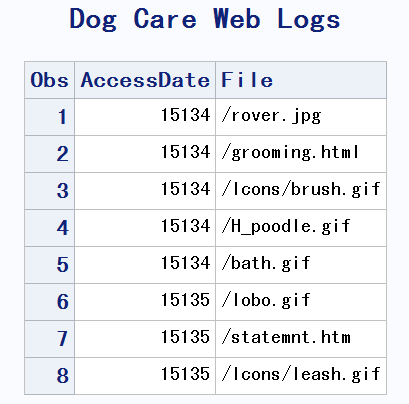 Dog Care Web Logs
Obs AccessDate File
1 15134 /rover.jpg
2 15134 /grooming.html
3 15134 /Icons/brush.gif
4 15134 /H_poodle.gif
5 15134 /bath.gif
6 15135 /lobo.gif
7 15135 /statemnt.htm
8 15135 /Icons/leash.gif